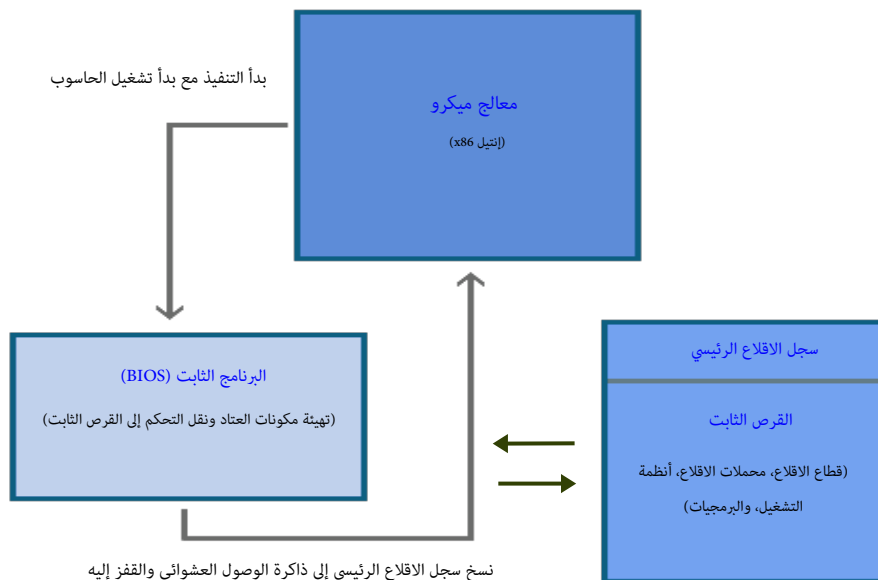 بدأ التنفيذ مع بدأ تشغيل الحاسوب
معالج ميكرو
(إنتيل x86)
البرنامج الثابت (BIOS)
(تهيئة مكونات العتاد ونقل التحكم إلى القرص الثابت)
سجل الاقلاع الرئيسي
القرص الثابت
(قطاع الاقلاع، محملات الاقلاع، أنظمة
التشغيل، والبرمجيات)
نسخ سجل الاقلاع الرئيسي إلى ذاكرة الوصول العشوائي والقفز إليه